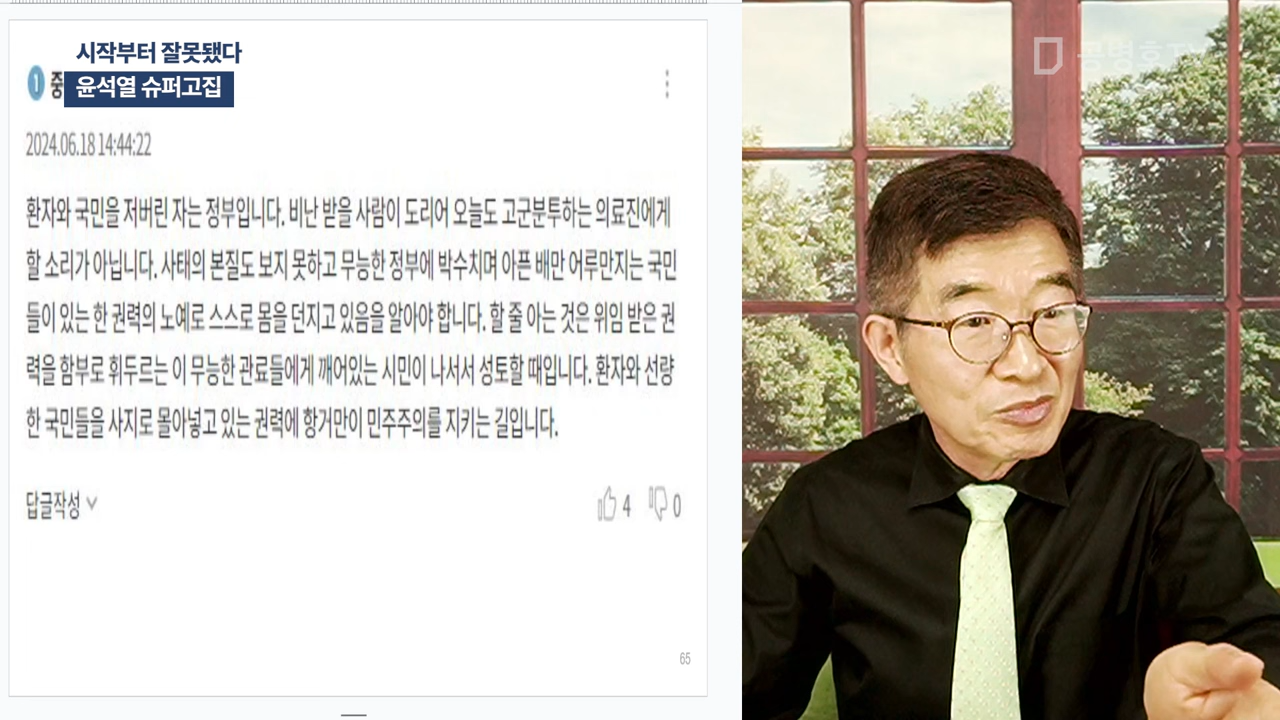 시작부터 잘못됐다
윤석열 슈퍼고집
1 중
2024.06.18 14:44:22
환자와 국민을 저버린 자는 정부입니다. 비난 받을 사람이 도리어 오늘도 고군분투하는 의료진에게
할 소리가 아닙니다. 사태의 본질도 보지 못하고 무능한 정부에 박수치며 아픈 배만 어루만지는 국민
들이 있는 한 권력의 노예로 스스로 몸을 던지고 있음을 알아야 합니다. 할 줄 아는 것은 위임 받은 권
력을 함부로 휘두르는 이 무능한 관료들에게 깨어있는 시민이 나서서 성토할 때입니다. 환자와 선량
한 국민들을 사지로 몰아넣고 있는 권력에 항거만이 민주주의를 지키는 길입니다.
답글작성
4 0
65
공병호TV